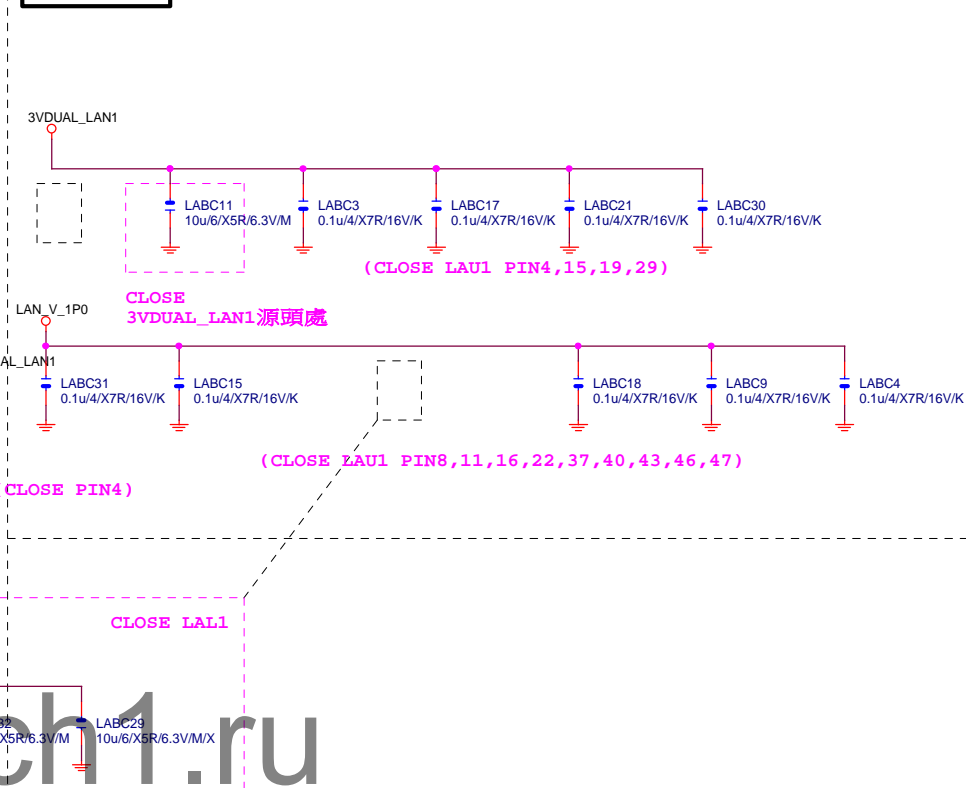 3VDUAL_LAN1
LABC11
10u/6/X5R/6.3V/M
LABC3
0.1u/4/X7R/16V/K
LABC17
0.1u/4/X7R/16V/K
LABC21
0.1u/4/X7R/16V/K
LABC30
0.1u/4/X7R/16V/K
(CLOSE LAU1 PIN4,15,19,29)
CLOSE
3VDUAL_LAN1源頭處
LAN_V_1P0
AL_LAN1
LABC31
0.1u/4/X7R/16V/K
LABC15
0.1u/4/X7R/16V/K
LABC18
0.1u/4/X7R/16V/K
LABC9
0.1u/4/X7R/16V/K
LABC4
0.1u/4/X7R/16V/K
(CLOSE LAU1 PIN8,11,16,22,37,40,43,46,47)
(CLOSE PIN4)
CLOSE LAL1
32
X5R/6.3V/M
LABC29
10u/6/X5R/6.3V/M/X
ch1.ru